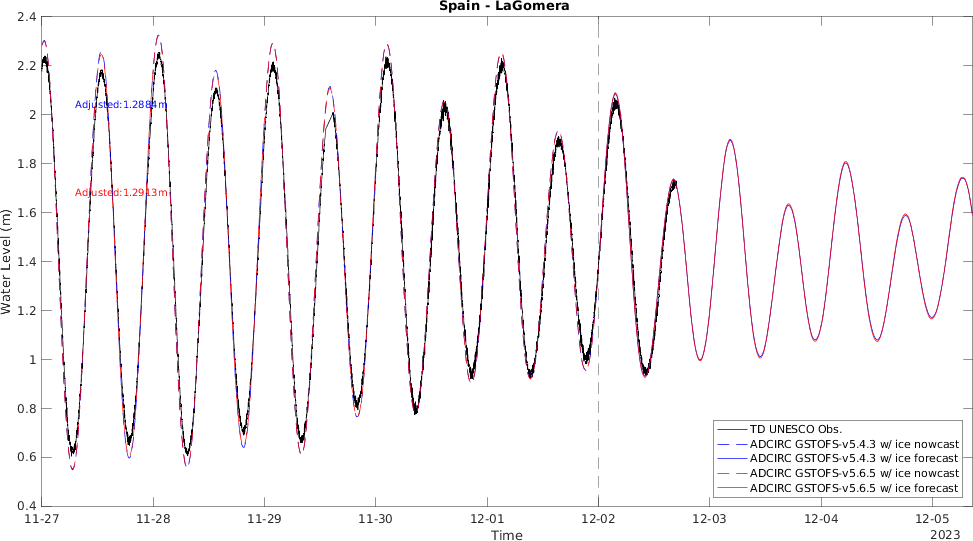 Spain - LaGomera
2.4
2.2
2
1.8
1.6
1.4
1.2
1
0.8
0.6
0.4
Water Level (m)
Adjusted:1.2884m
Adjusted:1.2913m
TD UNESCO Obs.
ADCIRC GSTOFS-v5.4.3 w/ ice nowcast
ADCIRC GSTOFS-v5.4.3 w/ ice forecast
ADCIRC GSTOFS-v5.6.5 w/ ice nowcast
ADCIRC GSTOFS-v5.6.5 w/ ice forecast
11-27 11-28 11-29 11-30 12-01 12-02 12-03 12-04 12-05
Time
2023